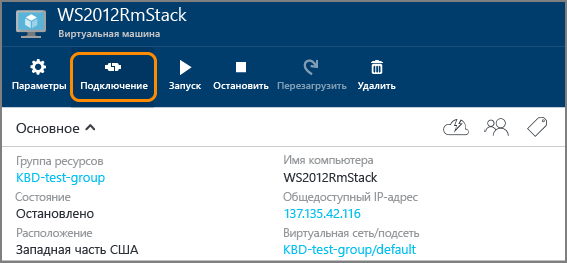 WS2012RmStack
Виртуальная машина
Параметры Подключение Запуск Остановить Перезагрузить Удалить
Основное
Группа ресурсов Имя компьютера
KBD-test-group WS2012RmStack
Состояние Общедоступный IP-адрес
Остановлено 137.135.42.116
Расположение Виртуальная сеть/подсеть
Западная часть США KBD-test-group/default